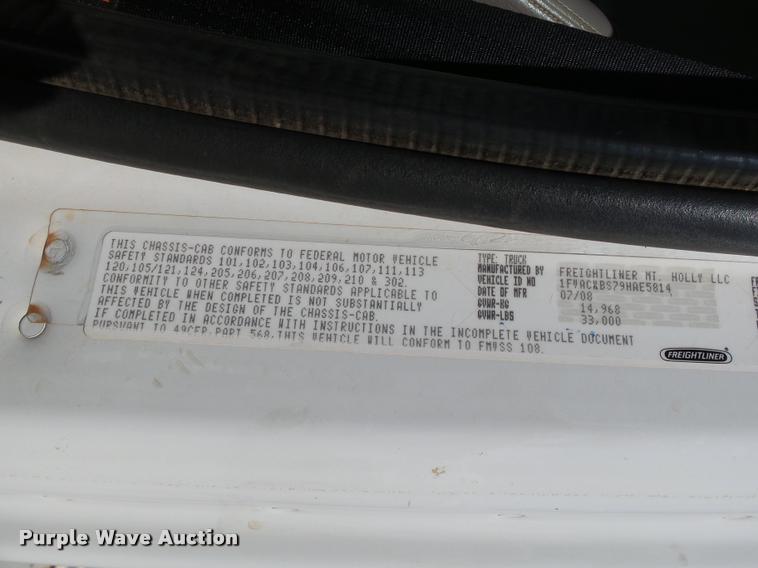 THIS CHASSIS-CAB CONFORMS TO FEDERAL MOTOR VEHICLE
SAFETY STANDARDS 101,102,103,104,106,107,111,113
120,105/121,124,205,206,207,208,209,210 & 302.
CONFORMITY TO OTHER SAFETY STANDARDS APPLICABLE TO
THIS VEHICLE WHEN COMPLETED IS NOT SUBSTANTIALLY
AFFECTED BY THE DESIGN OF THE CHASSIS-CAB.
IF COMPLETED IN ACCORDANCE WITH INSTRUCTIONS IN THE INCOMPLETE VEHICLE DOCUMENT
PURSUANT TO 49CFR PART 568,THIS VEHICLE WILL CONFORM TO FMVSS 108.
TYPE: TRUCK
MANUFACTURED BY FREIGHTLINER MT. HOLLY LLC
VEHICLE ID NO 1FVACXBS79HAE5814
DATE OF MFR 07/08
GVWR-KG 14,968
GVWR-LBS 33,000
FREIGHTLINER
Purple Wave Auction